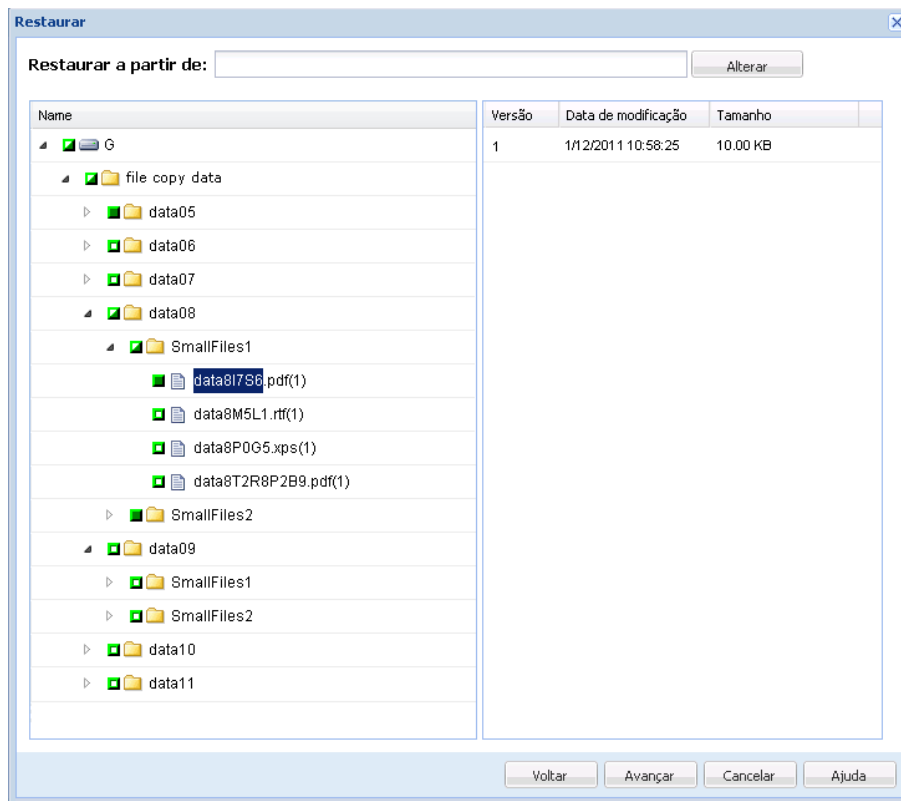 Restaurar
Restaurar a partir de:
Alterar
Name
Versão Data de modificação Tamanho
G
1 1/12/2011 10:58:25 10.00 KB
file copy data
data05
data06
data07
data08
SmallFiles1
data8I7S6.pdf(1)
data8M5L1.rtf(1)
data8P0G5.xps(1)
data8T2R8P2B9.pdf(1)
SmallFiles2
data09
SmallFiles1
SmallFiles2
data10
data11
Voltar Avançar Cancelar Ajuda